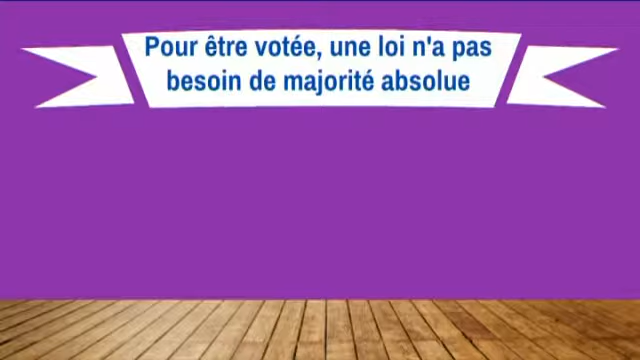 Pour être votée, une loi n'a pas
besoin de majorité absolue